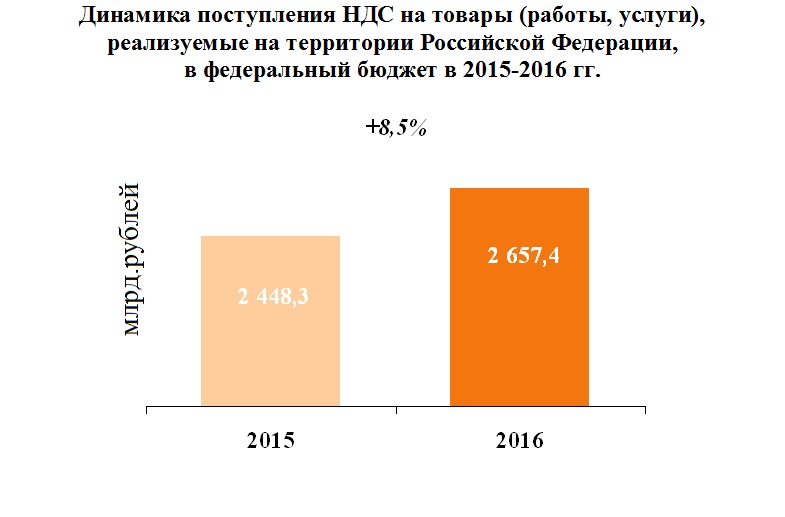 Динамика поступления НДС на товары (работы, услуги),
реализуемые на территории Российской Федерации,
в федеральный бюджет в 2015-2016 гг.
+8,5%
млрд.рублей
2 448,3
2 657,4
2015
2016